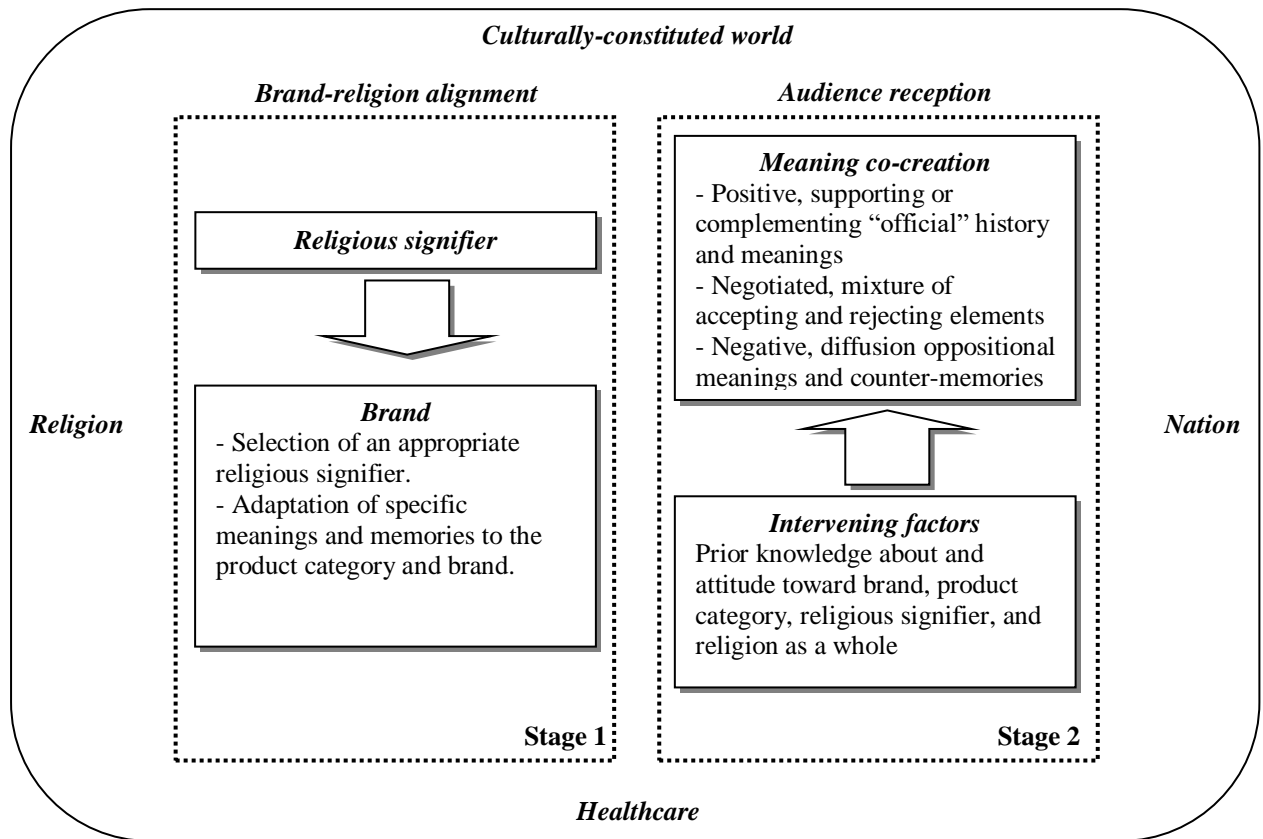 Culturally-constituted world
Brand-religion alignment
Religious signifier
Brand
- Selection of an appropriate
religious signifier.
- Adaptation of specific
meanings and memories to the
product category and brand.
Stage 1
Audience reception
Meaning co-creation
- Positive, supporting or
complementing “official” history
and meanings
- Negotiated, mixture of
accepting and rejecting elements
- Negative, diffusion oppositional
meanings and counter-memories
Intervening factors
Prior knowledge about and
attitude toward brand, product
category, religious signifier, and
religion as a whole
Stage 2
Religion
Nation
Healthcare